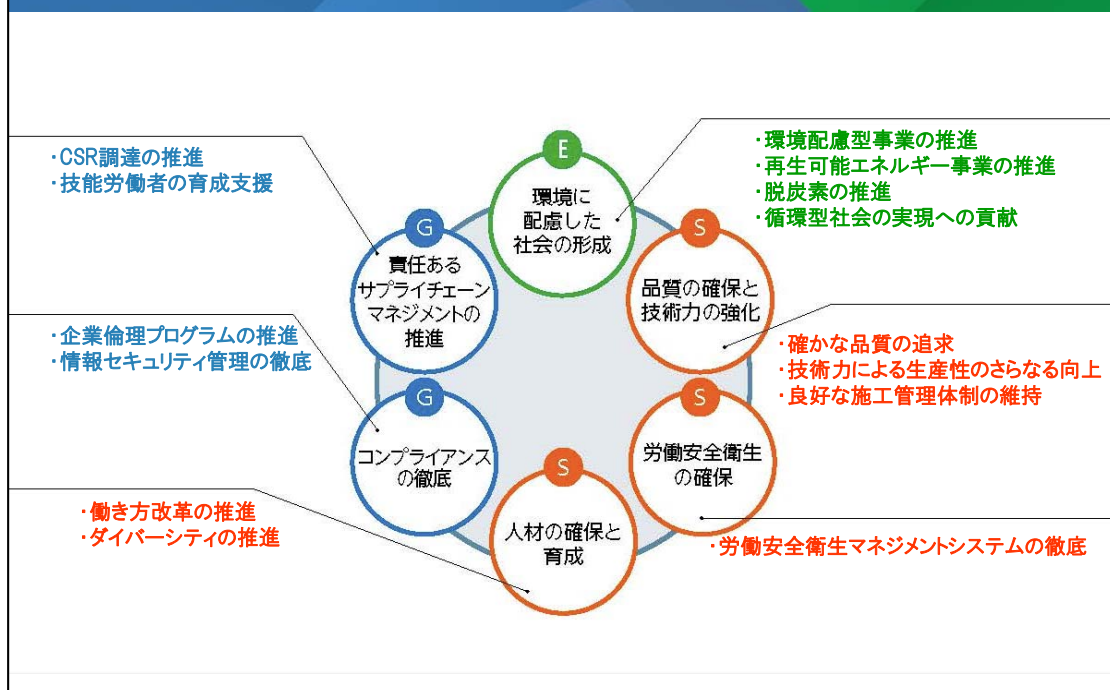 ・CSR調達の推進
・技能労働者の育成支援
E
環境に
配慮した
社会の形成
・環境配慮型事業の推進
・再生可能エネルギー事業の推進
・脱炭素の推進
・循環型社会の実現への貢献
G
責任ある
サプライチェーン
マネジメントの
推進
S
品質の確保と
技術力の強化
・企業倫理プログラムの推進
・情報セキュリティ管理の徹底
・確かな品質の追求
・技術力による生産性のさらなる向上
・良好な施工管理体制の維持
G
コンプライアンス
の徹底
S
労働安全衛生
の確保
・働き方改革の推進
・ダイバーシティの推進
S
人材の確保と
育成
・労働安全衛生マネジメントシステムの徹底